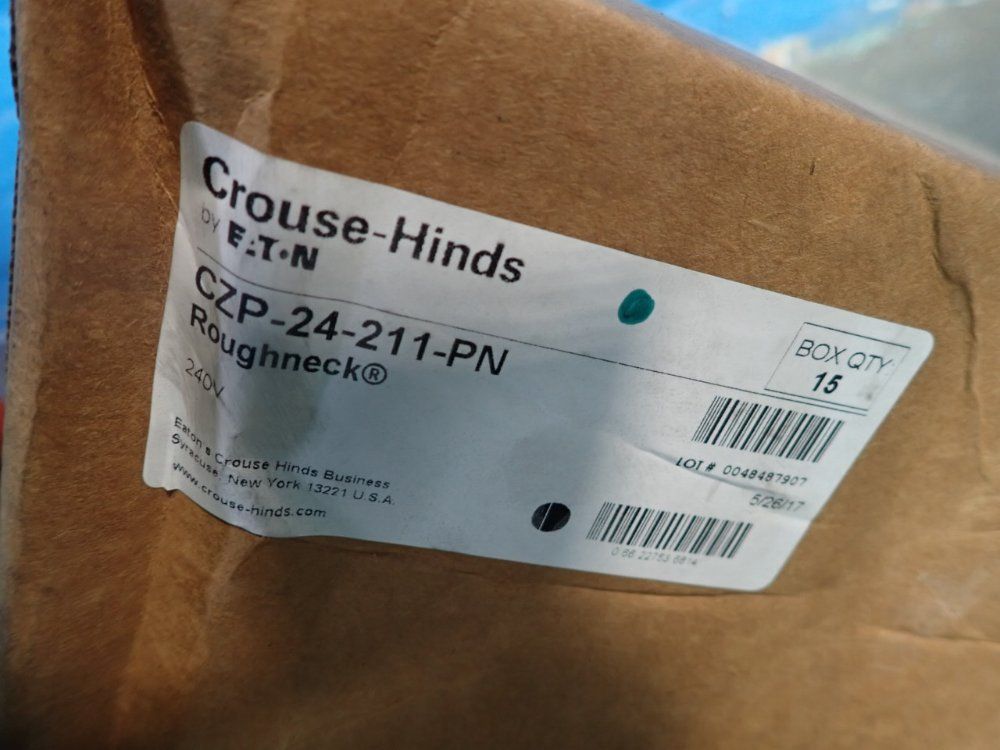 Crouse-Hinds
by EATON
CZP-24-211-PN
Roughneck®
240V
Eaton's Crouse Hinds Business
Syracuse, New York 13221 U.S.A.
www.crouse-hinds.com
BOX QTY
15
LOT # 0048487907
5/26/17